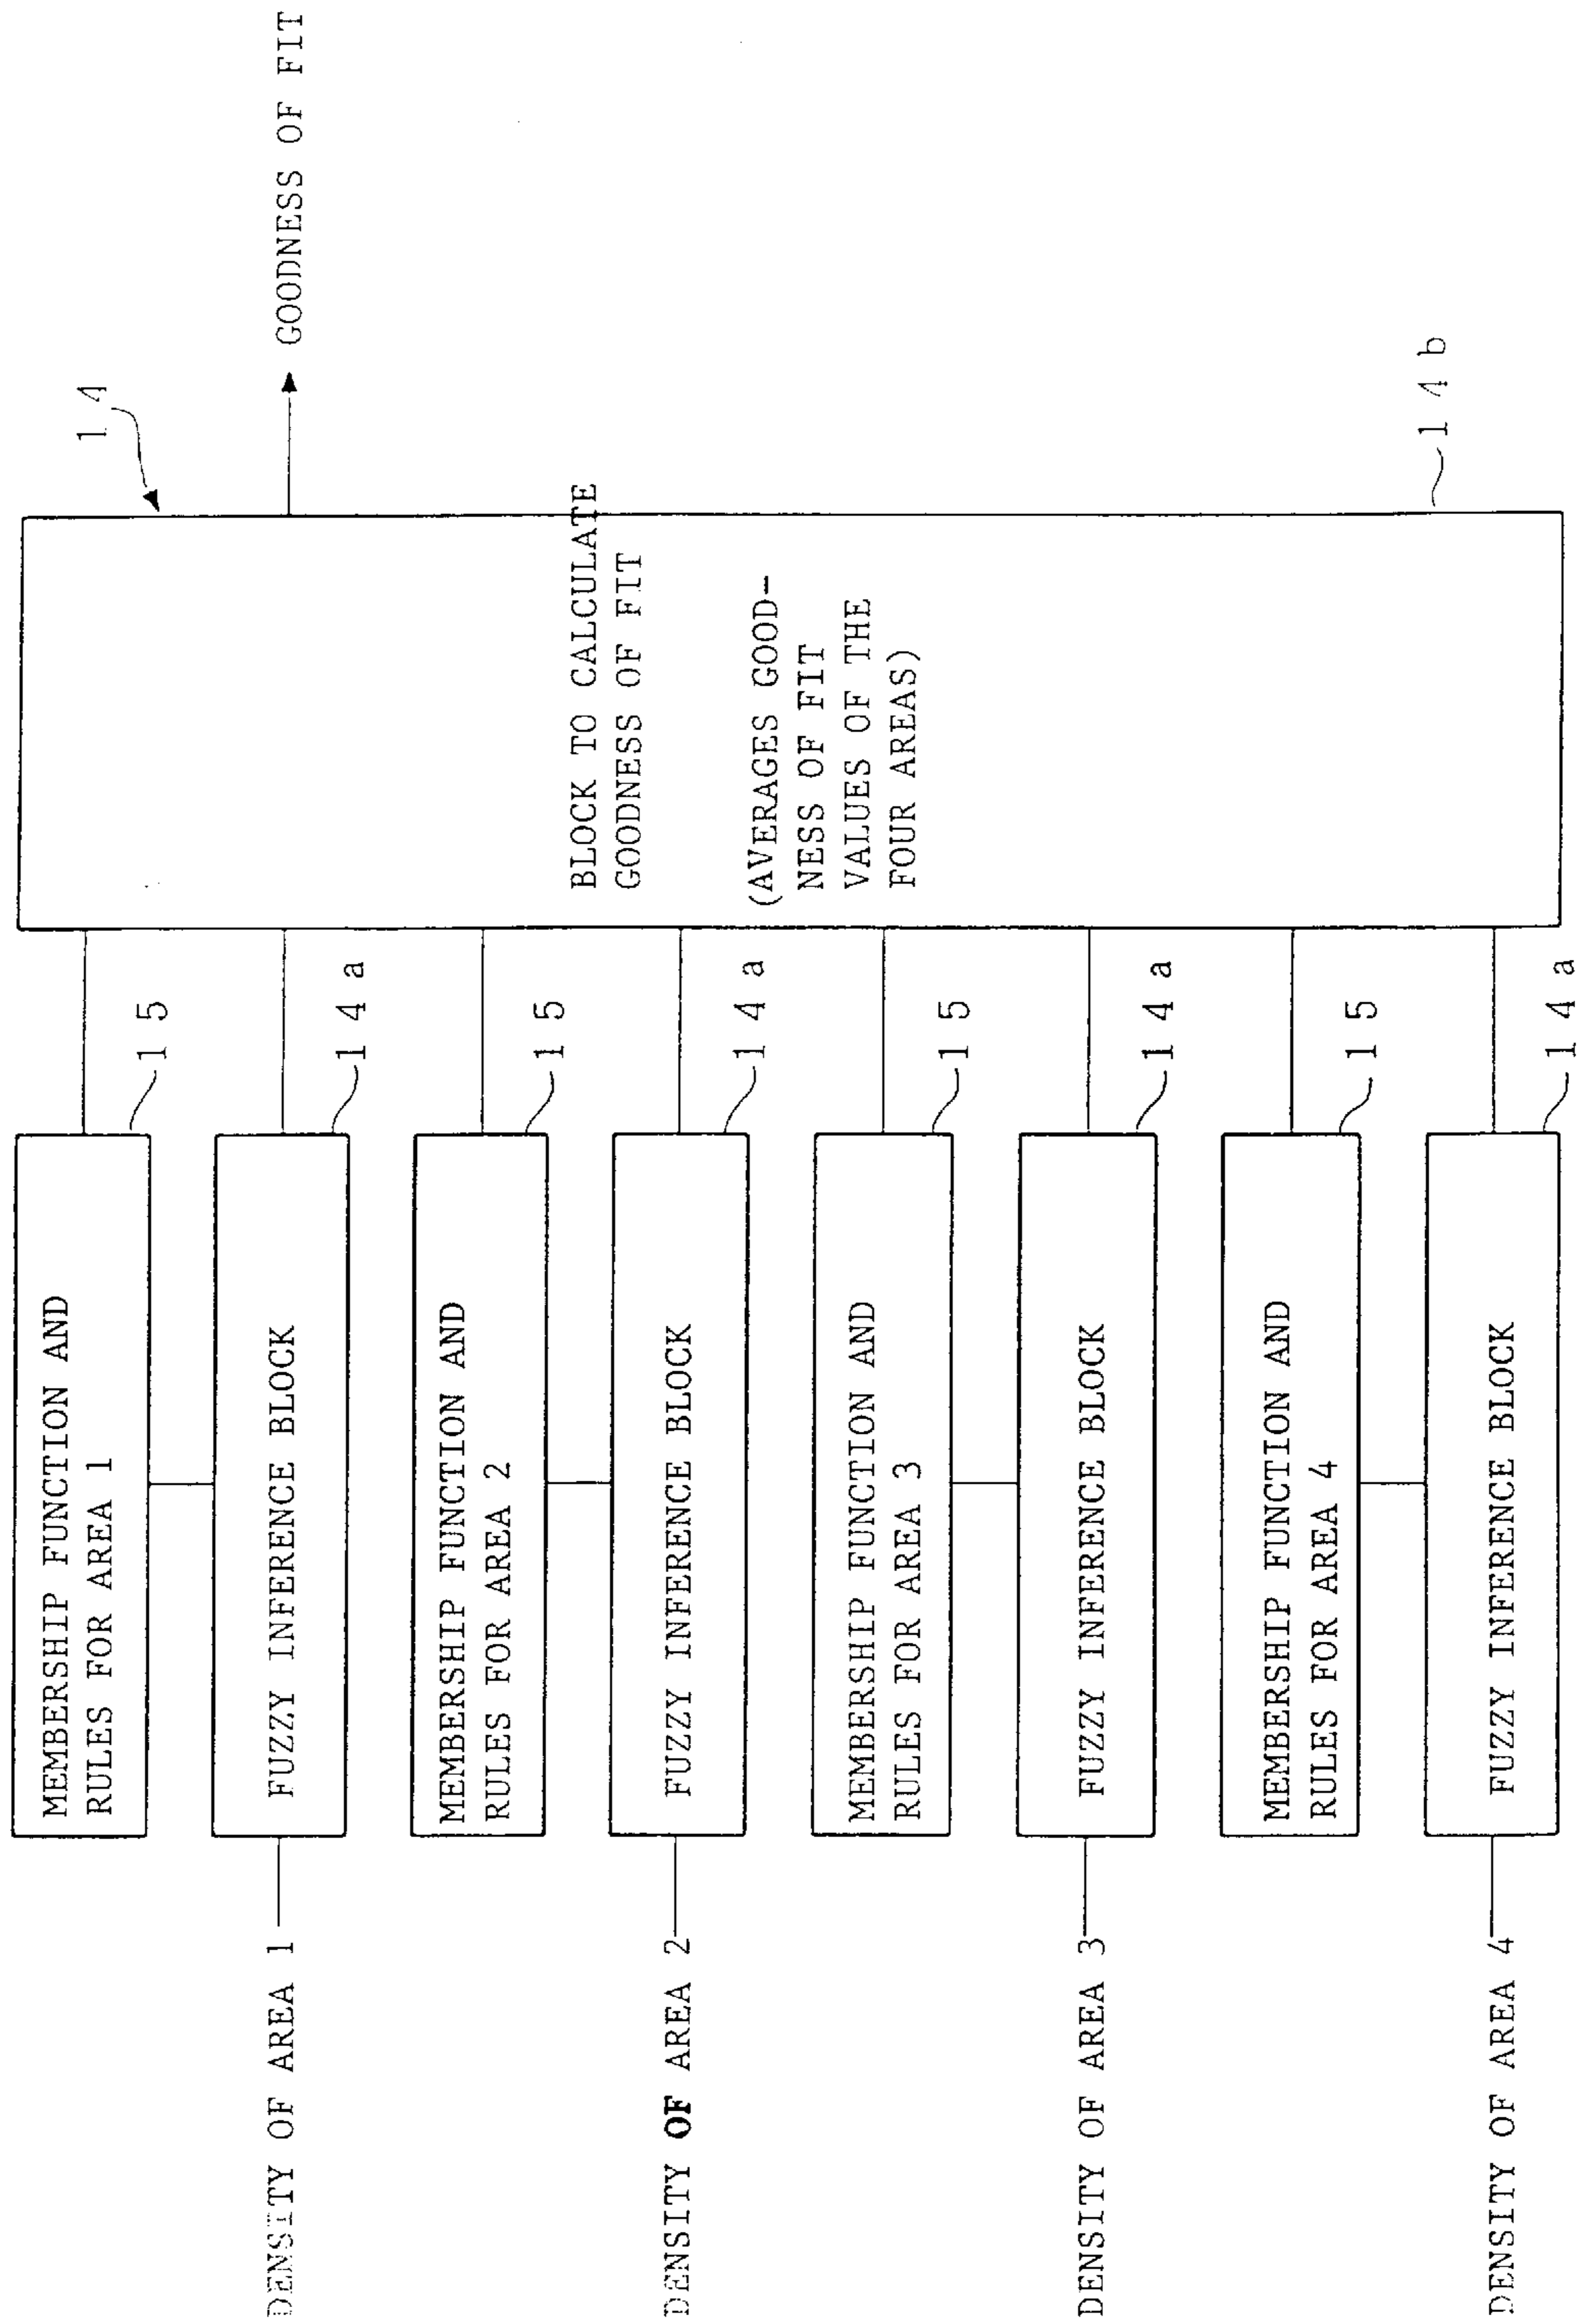 MEMBERSHIP FUNCTION AND
RULES FOR AREA 1
15
DENSITY OF AREA 1
FUZZY INFERENCE BLOCK
14a
MEMBERSHIP FUNCTION AND
RULES FOR AREA 2
15
DENSITY OF AREA 2
FUZZY INFERENCE BLOCK
14a
MEMBERSHIP FUNCTION AND
RULES FOR AREA 3
15
DENSITY OF AREA 3
FUZZY INFERENCE BLOCK
14a
MEMBERSHIP FUNCTION AND
RULES FOR AREA 4
15
DENSITY OF AREA 4
FUZZY INFERENCE BLOCK
14a
BLOCK TO CALCULATE
GOODNESS OF FIT
(AVERAGES GOOD-
NESS OF FIT
VALUES OF THE
FOUR AREAS)
14
GOODNESS OF FIT
14b